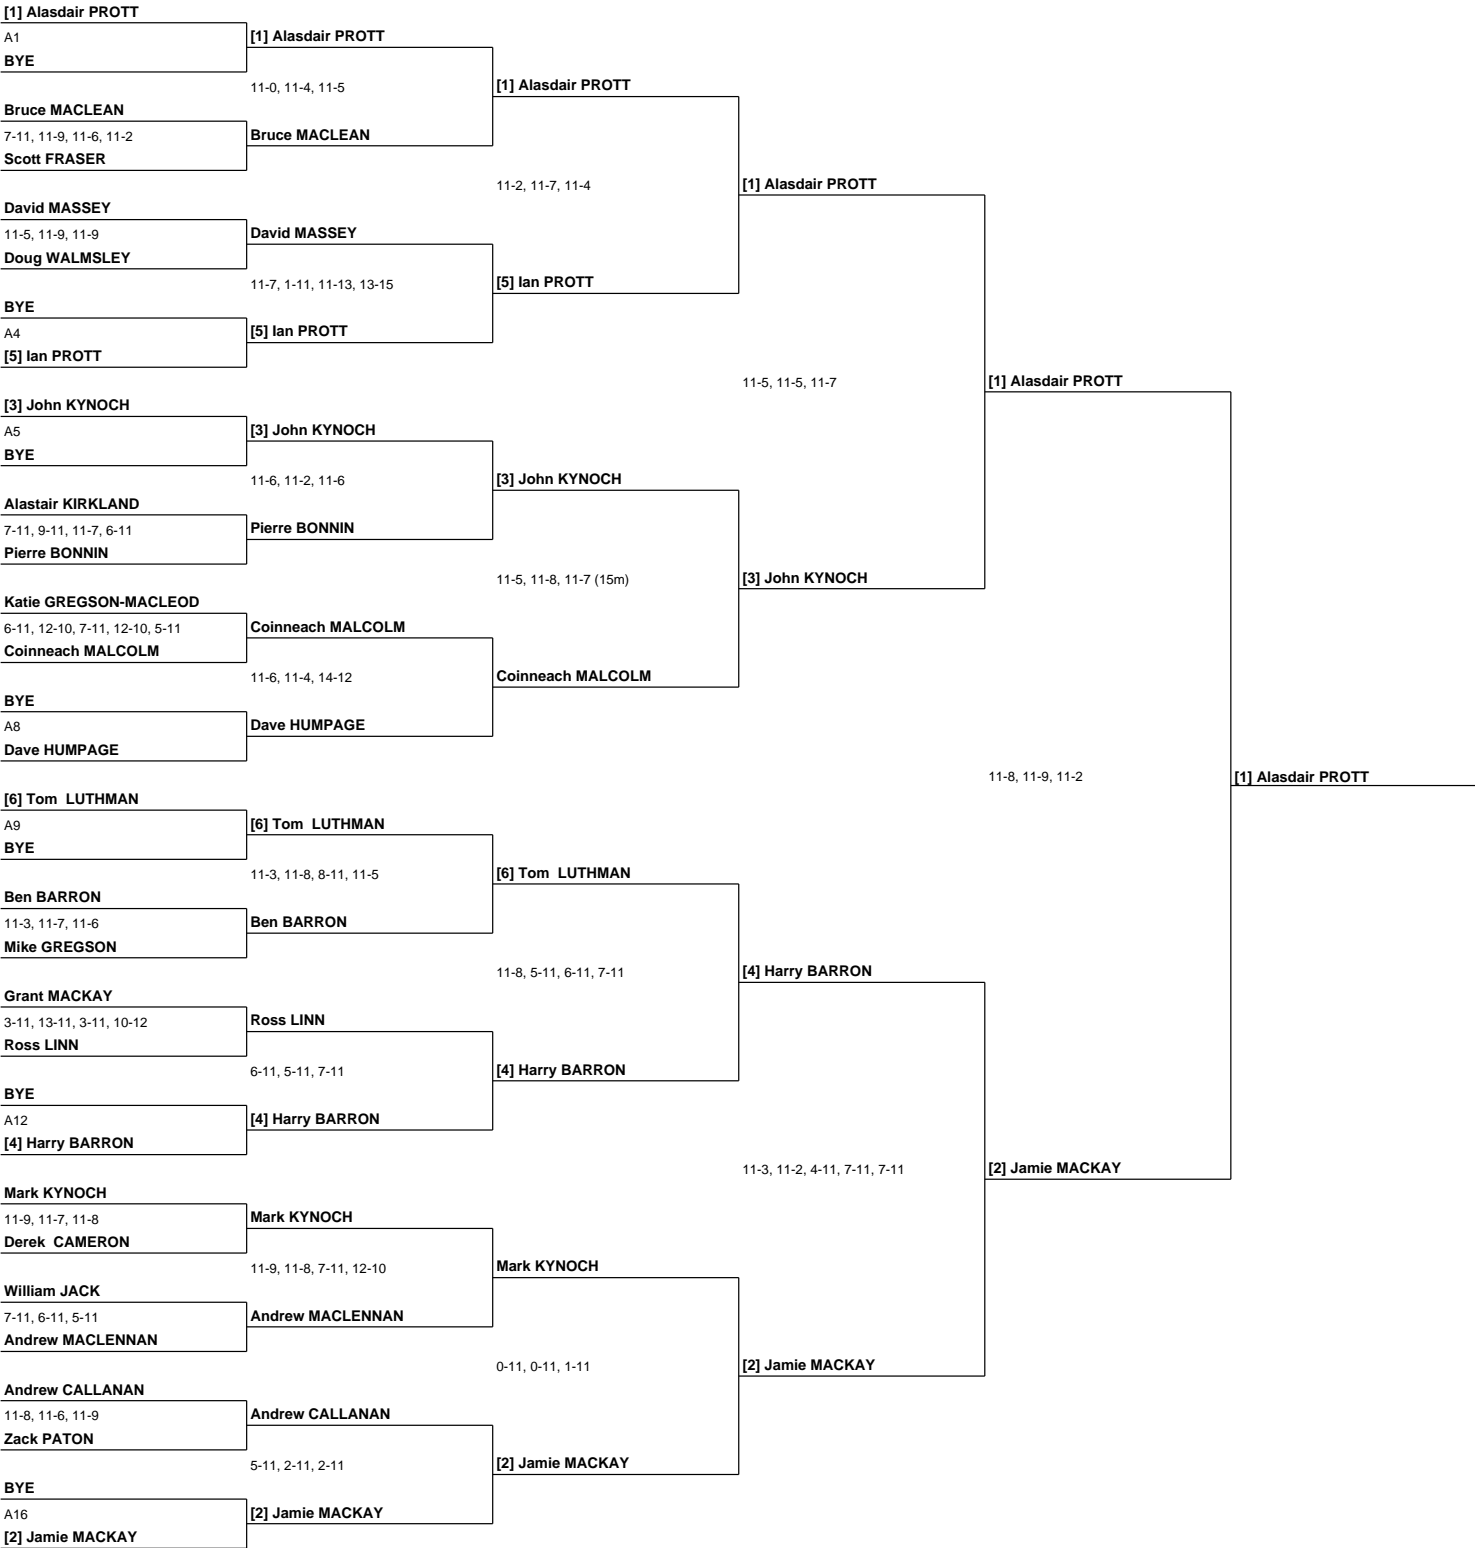 [1] Alasdair PROTT
A1
BYE
Bruce MACLEAN
7-11, 11-9, 11-6, 11-2
Scott FRASER
David MASSEY
11-5, 11-9, 11-9
Doug WALMSLEY
BYE
A4
[5] Ian PROTT
[3] John KYNOCH
A5
BYE
Alastair KIRKLAND
7-11, 9-11, 11-7, 6-11
Pierre BONNIN
Katie GREGSON-MACLEOD
6-11, 12-10, 7-11, 12-10, 5-11
Coinneach MALCOLM
BYE
A8
Dave HUMPAGE
[6] Tom  LUTHMAN
A9
BYE
Ben BARRON
11-3, 11-7, 11-6
Mike GREGSON
Grant MACKAY
3-11, 13-11, 3-11, 10-12
Ross LINN
BYE
A12
[4] Harry BARRON
Mark KYNOCH
11-9, 11-7, 11-8
Derek  CAMERON
William JACK
7-11, 6-11, 5-11
Andrew MACLENNAN
Andrew CALLANAN
11-8, 11-6, 11-9
Zack PATON
BYE
A16
[2] Jamie MACKAY
[1] Alasdair PROTT
11-0, 11-4, 11-5
Bruce MACLEAN
David MASSEY
11-7, 1-11, 11-13, 13-15
[5] Ian PROTT
[3] John KYNOCH
11-6, 11-2, 11-6
Pierre BONNIN
Coinneach MALCOLM
11-6, 11-4, 14-12
Dave HUMPAGE
[6] Tom  LUTHMAN
11-3, 11-8, 8-11, 11-5
Ben BARRON
Ross LINN
6-11, 5-11, 7-11
[4] Harry BARRON
Mark KYNOCH
11-9, 11-8, 7-11, 12-10
Andrew MACLENNAN
Andrew CALLANAN
5-11, 2-11, 2-11
[2] Jamie MACKAY
[1] Alasdair PROTT
11-2, 11-7, 11-4
[5] Ian PROTT
[3] John KYNOCH
11-5, 11-8, 11-7 (15m)
Coinneach MALCOLM
[6] Tom  LUTHMAN
11-8, 5-11, 6-11, 7-11
[4] Harry BARRON
Mark KYNOCH
0-11, 0-11, 1-11
[2] Jamie MACKAY
[1] Alasdair PROTT
11-5, 11-5, 11-7
[3] John KYNOCH
[4] Harry BARRON
11-3, 11-2, 4-11, 7-11, 7-11
[2] Jamie MACKAY
[1] Alasdair PROTT
11-8, 11-9, 11-2
[2] Jamie MACKAY
[1] Alasdair PROTT